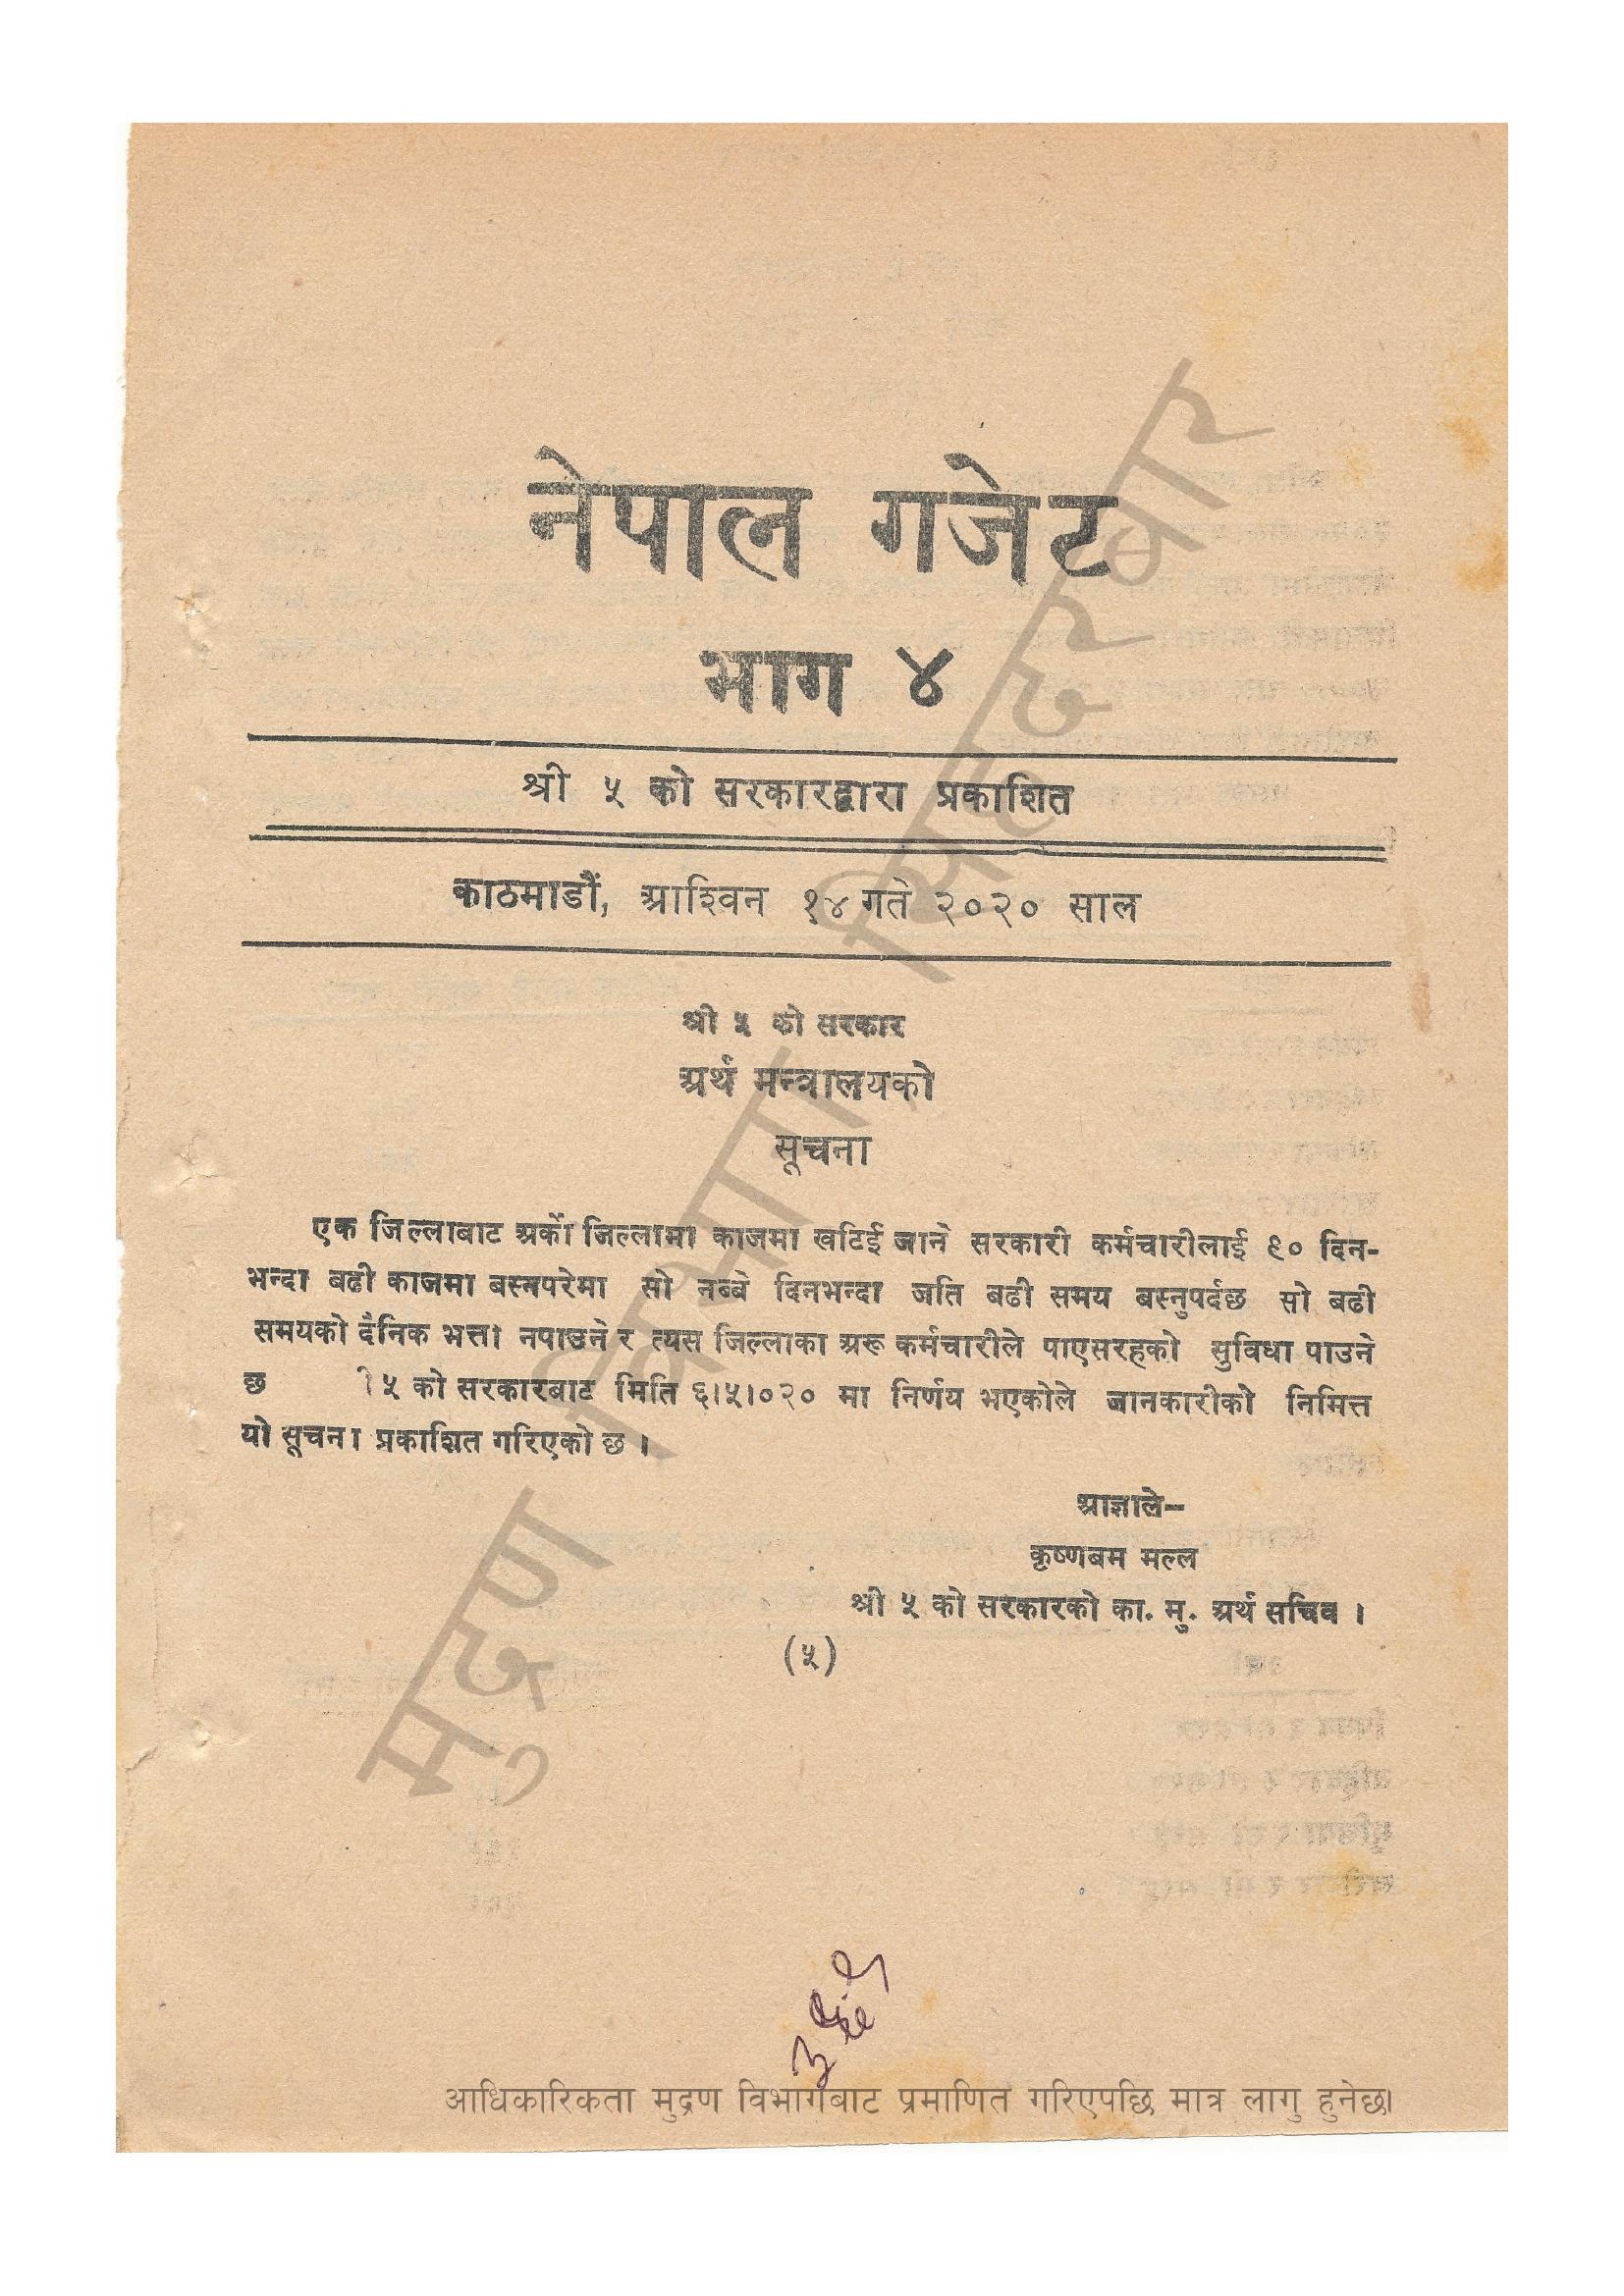 नेपाल गजेट
भाग ४
श्री ५ को सरकारद्वारा प्रकाशित
काठमाडौं, आश्विन १४ गते २०२० साल
श्री ५ को सरकार
अर्थ मन्त्रालयको
सूचना
एक जिल्लाबाट अर्को जिल्लामा काजमा खटिई जाने सरकारी कर्मचारीलाई ९० दिन-
भन्दा बढी काजमा बस्नपरेमा सो नब्बे दिनभन्दा जति बढी समय बस्नुपर्दछ सो बढी
समयको दैनिक भत्ता नपाउने र त्यस जिल्लाका अरू कर्मचारीले पाएसरहको सुविधा पाउने
छ ५ को सरकारबाट मिति ६।५।०२० मा निर्णय भएकोले जानकारीको निमित्त
यो सूचना प्रकाशित गरिएको छ ।
आज्ञाले–
कृष्णबम मल्ल
श्री ५ को सरकारको का. मु. अर्थ सचिव ।
(५)
मुद्रण विभाग सिंहदरबार
आधिकारिकता मुद्रण विभागबाट प्रमाणित गरिएपछि मात्र लागु हुनेछ।